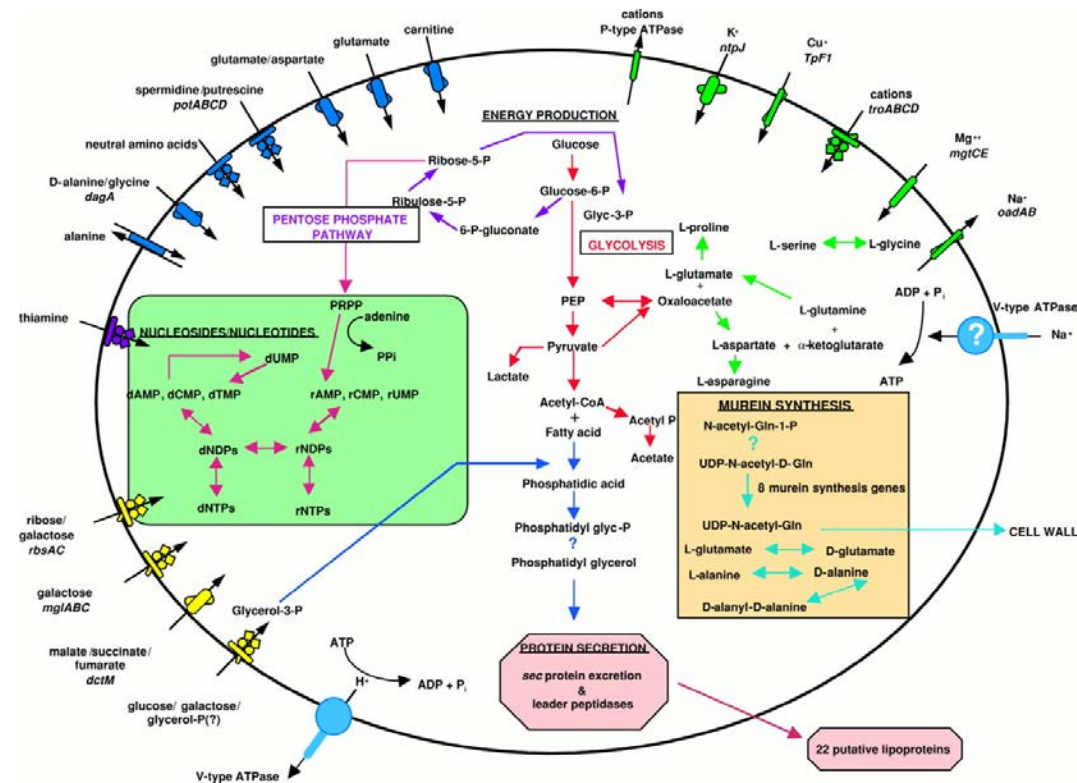 cations
P-type ATPase
K+
ntpJ
Cu+
TpF1
cations
troABCD
Mg++
mgtCE
Na+
oadAB
carnitine
glutamate
glutamate/aspartate
spermidine/putrescine
potABCD
neutral amino acids
D-alanine/glycine
dagA
alanine
thiamine
ENERGY PRODUCTION
Glucose
Ribose-5-P
Glucose-6-P
Ribulose-5-P
Glyc-3-P
PENTOSE PHOSPHATE
PATHWAY
6-P-gluconate
GLYCOLYSIS
L-proline
L-serine
L-glycine
L-glutamate
+
PEP
Oxaloacetate
L-glutamine
+
Pyruvate
L-aspartate + α-ketoglutarate
Lactate
L-asparagine
ADP + Pi
V-type ATPase
?
Na+
ATP
Acetyl-CoA
+
Fatty acid
Acetyl P
Acetate
PRPP
adenine
NUCLEOSIDES/NUCLEOTIDES
PPi
dUMP
dAMP, dCMP, dTMP
rAMP, rCMP, rUMP
dNDPs
rNDPs
dNTPs
rNTPs
MUREIN SYNTHESIS
N-acetyl-Gln-1-P
?
UDP-N-acetyl-D-Gln
8 murein synthesis genes
UDP-N-acetyl-Gln
CELL WALL
L-glutamate
D-glutamate
L-alanine
D-alanine
D-alanyl-D-alanine
Phosphatidic acid
Phosphatidyl glyc-P
?
Phosphatidyl glycerol
ribose/
galactose
rbsAC
galactose
mglABC
malate/succinate/
fumarate
dctM
glucose/ galactose/
glycerol-P(?)
Glycerol-3-P
ATP
H+
ADP + Pi
V-type ATPase
PROTEIN SECRETION
sec protein excretion
&
leader peptidases
22 putative lipoproteins